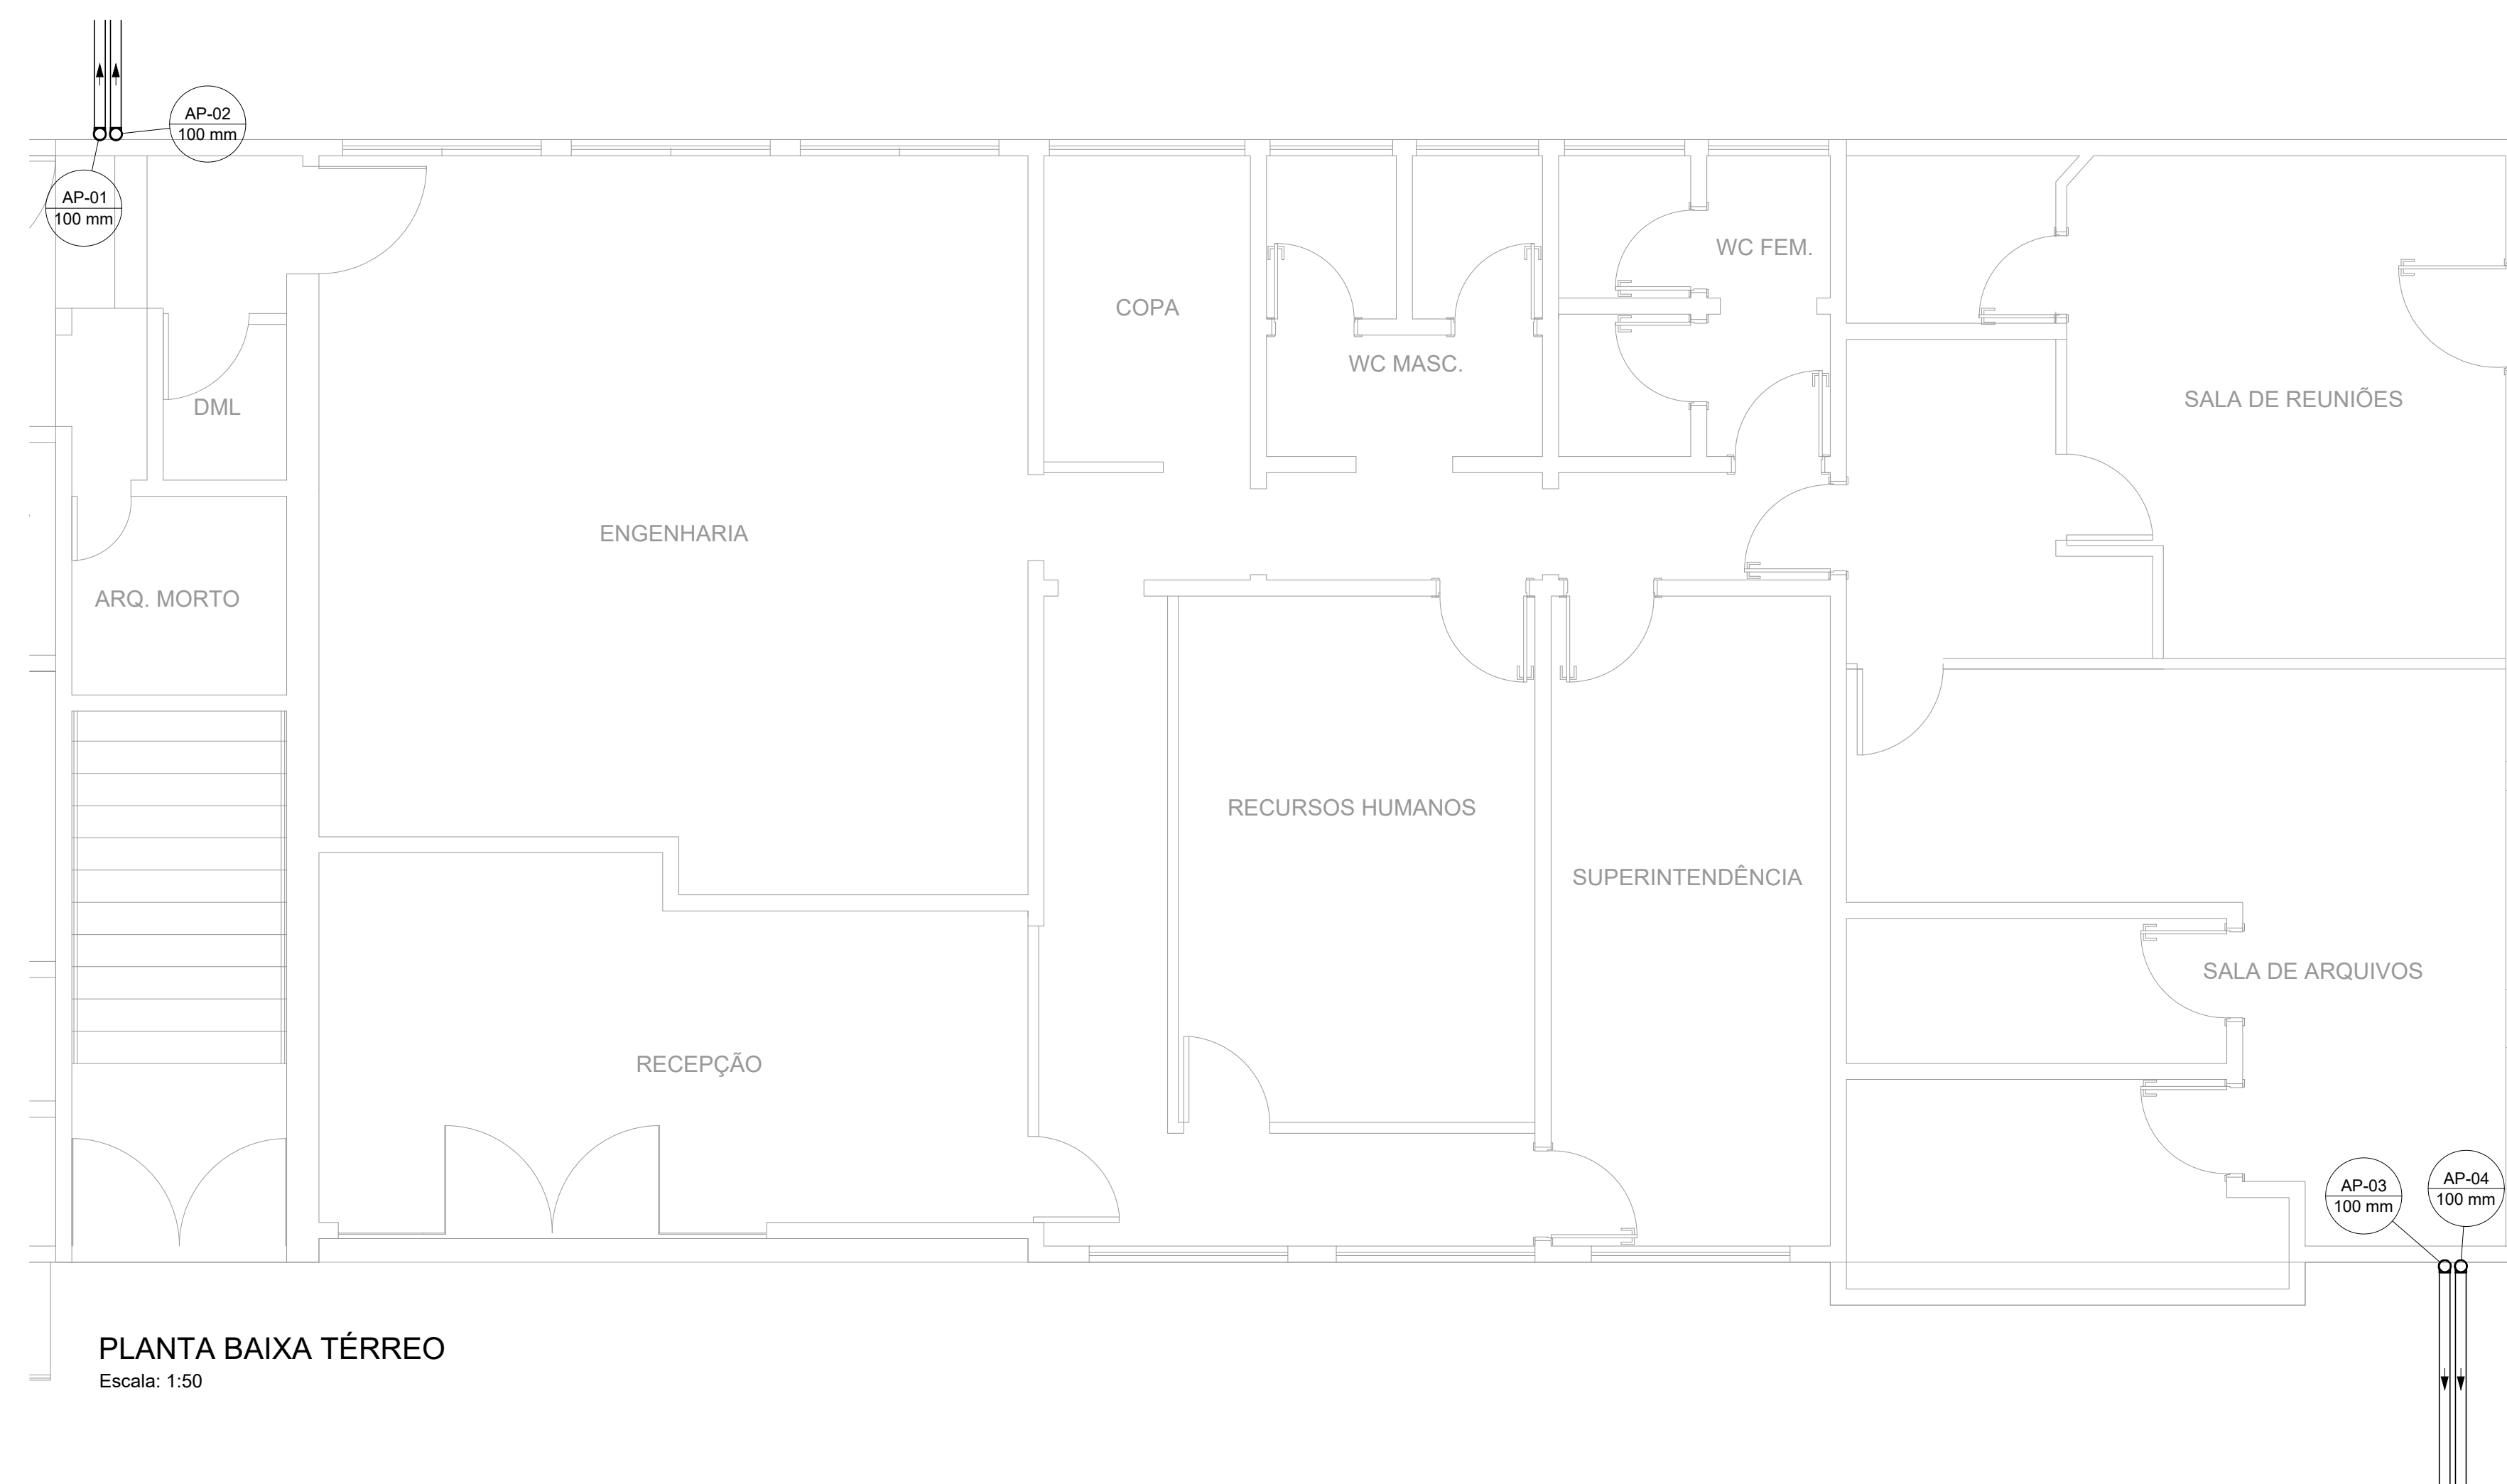 AP-02
100 mm
AP-01
100 mm
WC FEM.
COPA
WC MASC.
SALA DE REUNIÕES
DML
ENGENHARIA
ARQ. MORTO
RECURSOS HUMANOS
SUPERINTENDÊNCIA
SALA DE ARQUIVOS
RECEPÇÃO
AP-03
100 mm
AP-04
100 mm
PLANTA BAIXA TÉRREO
Escala: 1:50